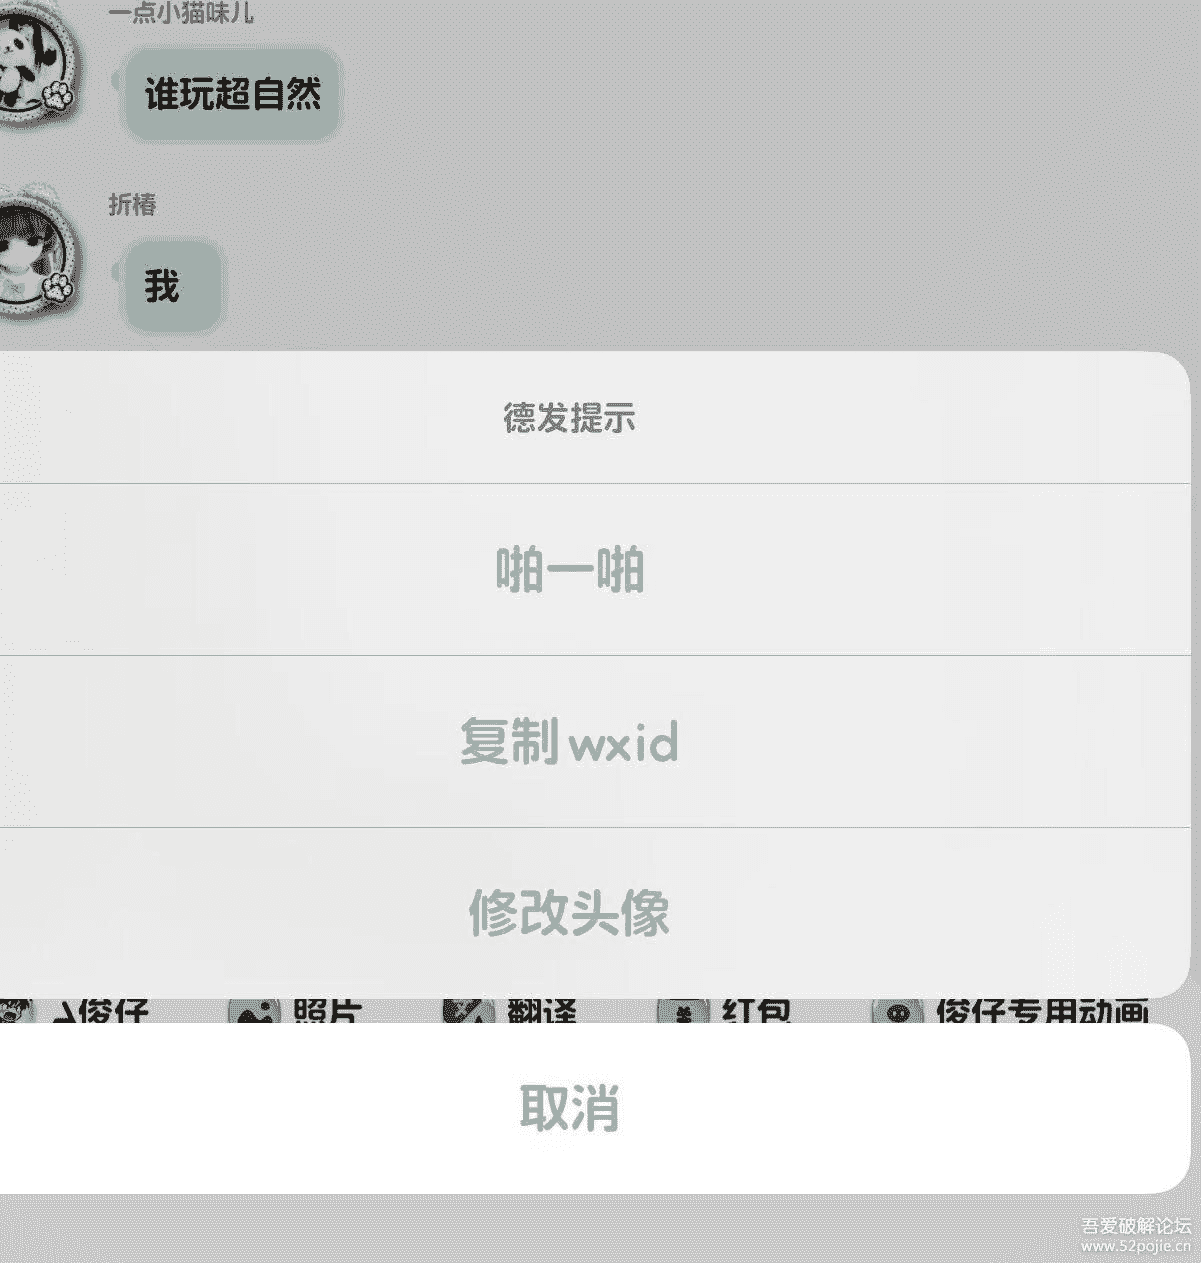 一点小猫味儿
谁玩超自然
折椿
我
德发提示
啪一啪
复制wxid
修改头像
俊仔 照片 翻译 红包 俊仔专用动画
取消
吾爱破解论坛
www.52pojie.cn